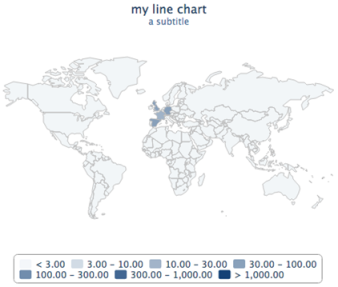 my line chart
a subtitle
< 3.00 3.00 – 10.00 10.00 – 30.00 30.00 – 100.00
100.00 – 300.00 300.00 – 1,000.00 > 1,000.00